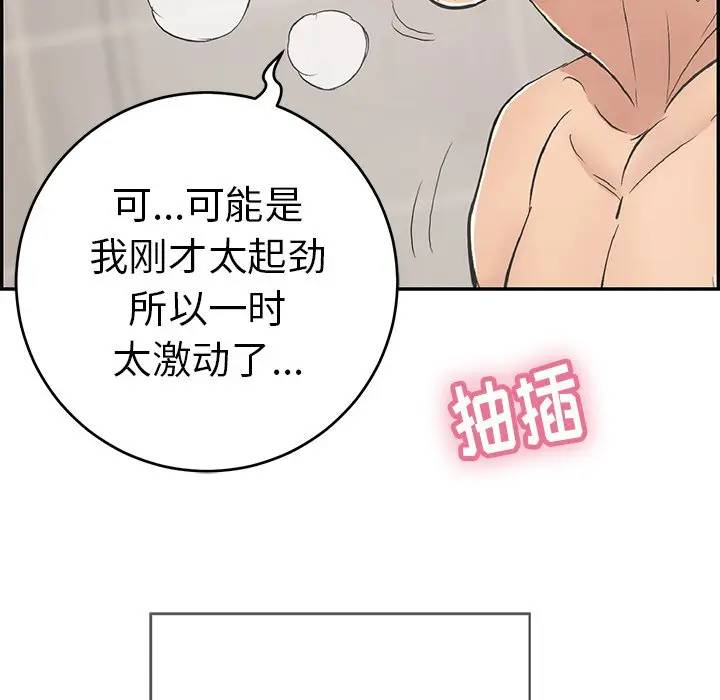 可…可能是
我刚才太起劲
所以一时
太激动了…
抽插